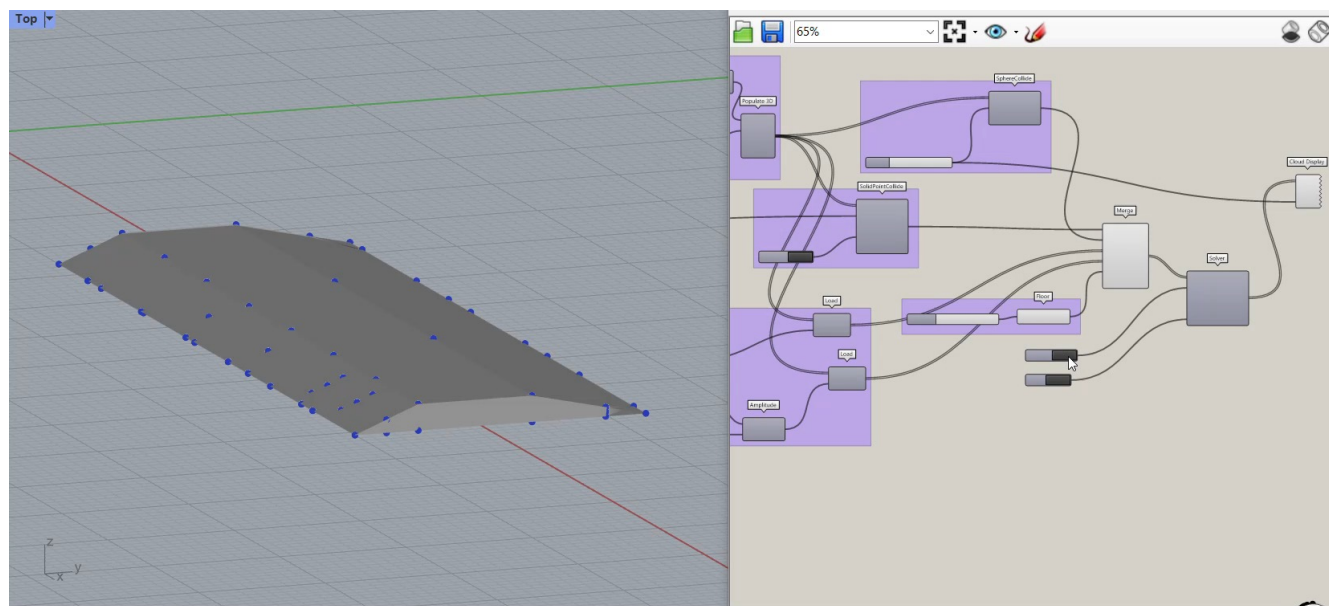 Top
65%
SphereCollide
Populate 3D
Cloud Display
SolidPointCollide
Merge
Solver
Floor
Load
Load
Amplitude
z
y
x